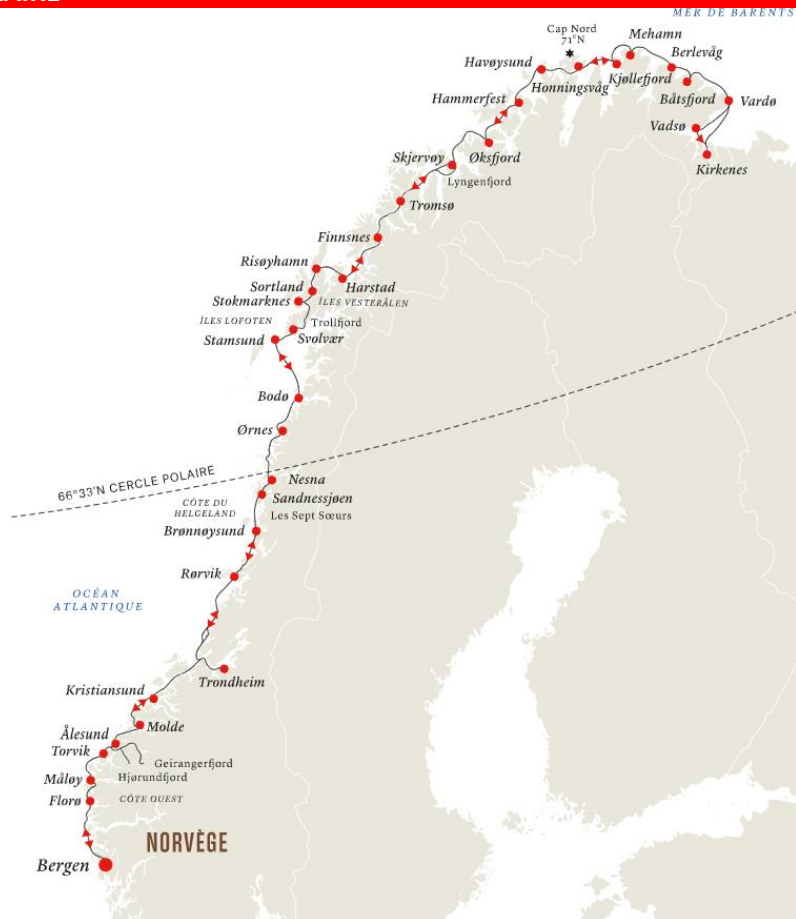 MER DE BARENTS
Cap Nord
71°N
Mehamn
Berlevåg
Havøysund
Honningsvåg
Kjøllefjord
Hammerfest
Båtsfjord
Vardø
Vadsø
Kirkenes
Skjervøy
Øksfjord
Lyngenfjord
Tromsø
Finnsnes
Risøyhamn
Harstad
Sortland
ÎLES VESTERÅLEN
Stokmarknes
ÎLES LOFOTEN
Trollfjord
Svolvær
Stamsund
Bodø
Ørnes
66°33'N CERCLE POLAIRE
Nesna
Sandnessjøen
CÔTE DU
HELGELAND
Les Sept Sœurs
Brønnøysund
Rørvik
OCÉAN
ATLANTIQUE
Trondheim
Kristiansund
Molde
Ålesund
Torvik
Geirangerfjord
Hjørundfjord
Måløy
Florø
CÔTE OUEST
NORVÈGE
Bergen